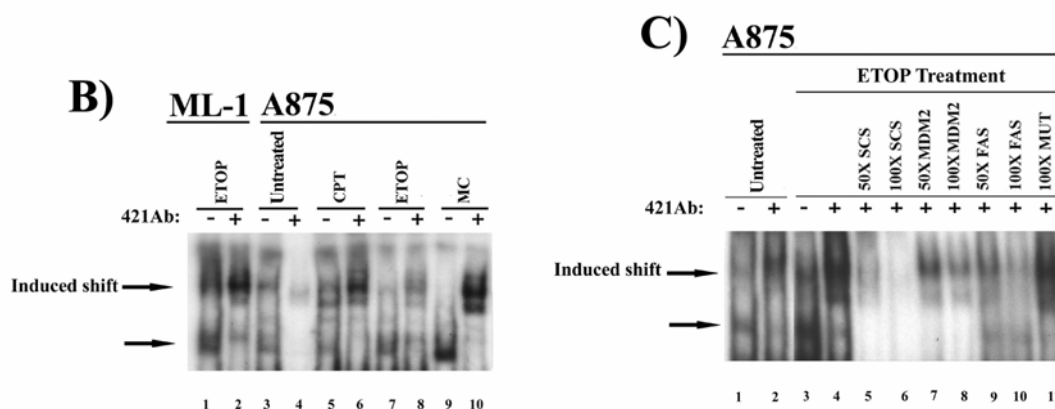 B)
ML-1 A875
ETOP
Untreated
CPT
ETOP
MC
421Ab: - + - + - + - + - +
Induced shift
1 2 3 4 5 6 7 8 9 10
C)
A875
ETOP Treatment
Untreated
50X SCS
100X SCS
50X MDM2
100X MDM2
50X FAS
100X FAS
100X MUT
421Ab: - + - + + + + + + + +
Induced shift
1 2 3 4 5 6 7 8 9 10 1